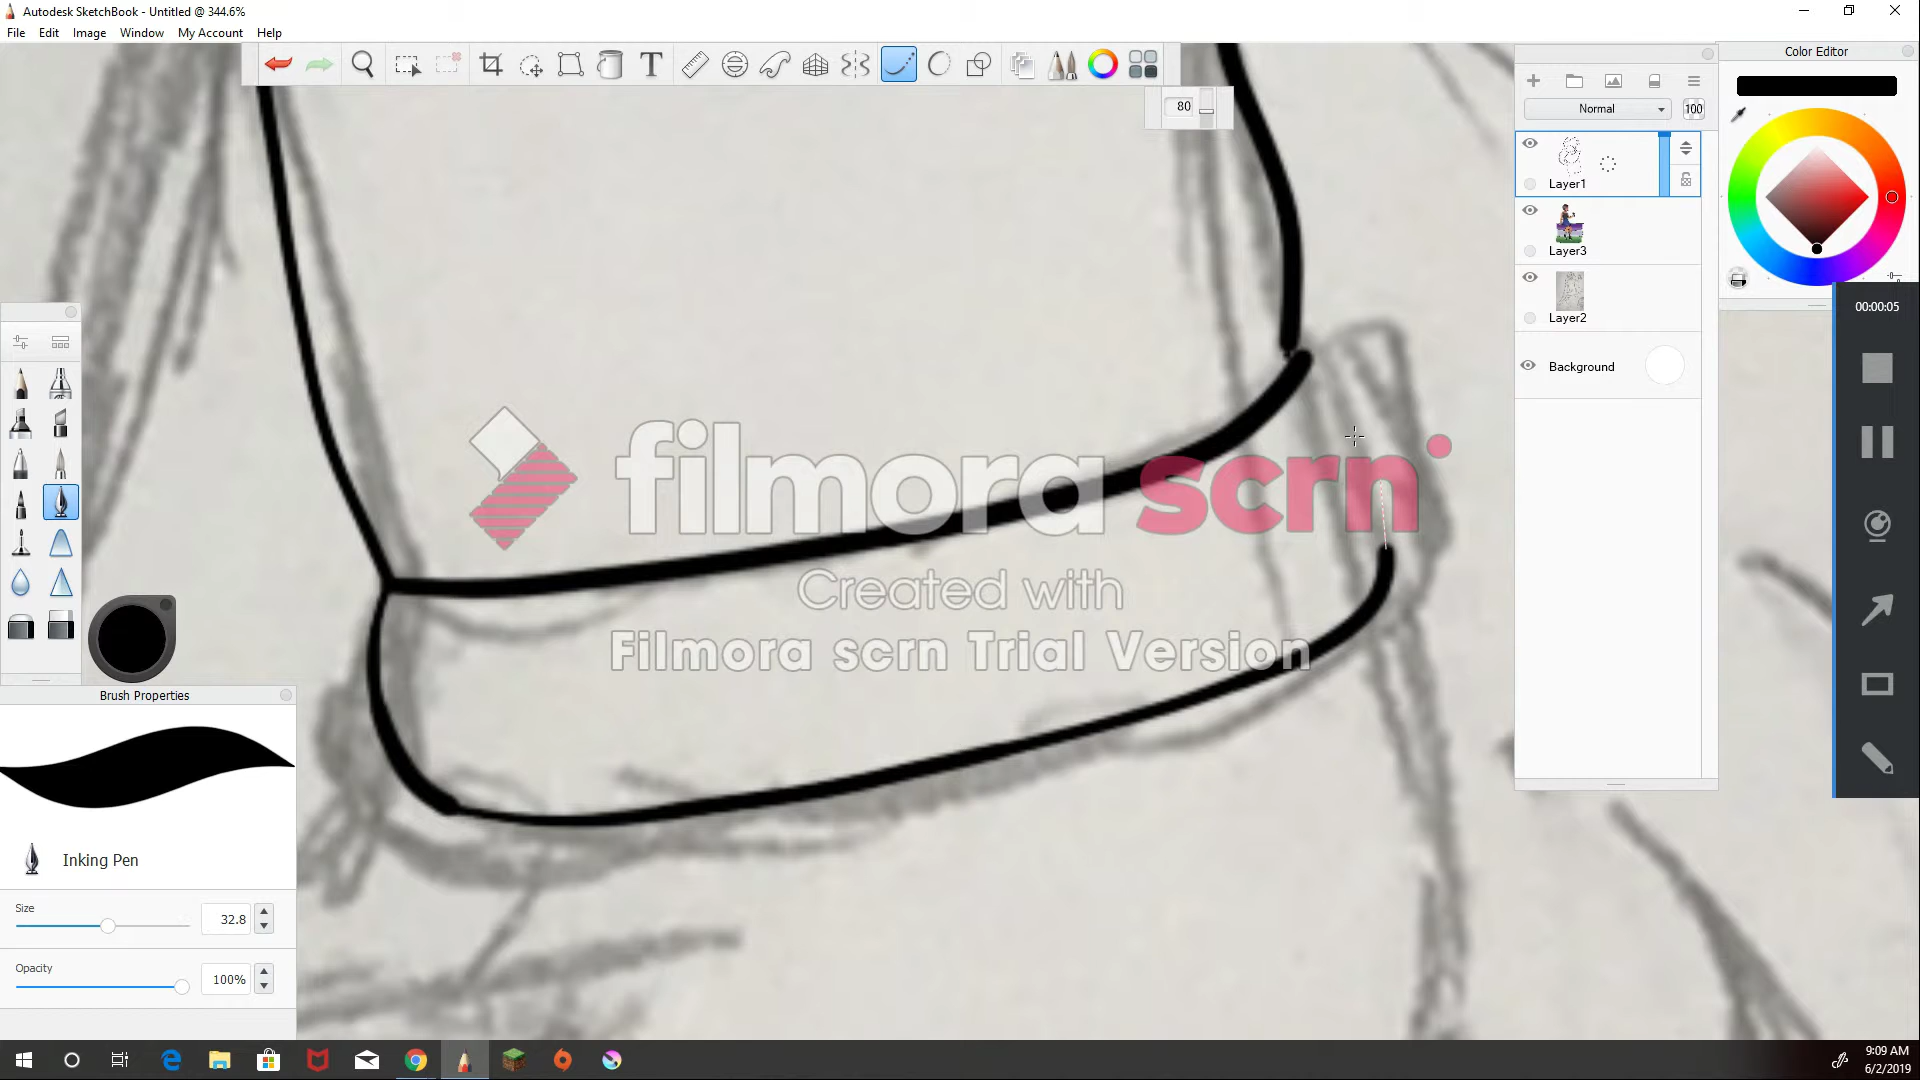 Autodesk SketchBook - Untitled @ 344.6%
File Edit Image Window My Account Help
T
80
Normal
100
Layer1
Layer3
Layer2
Background
Color Editor
00:00:05
filmora scrn
Created with
Filmora scrn Trial Version
Brush Properties
Inking Pen
Size
32.8
Opacity
100%
9:09 AM
6/2/2019